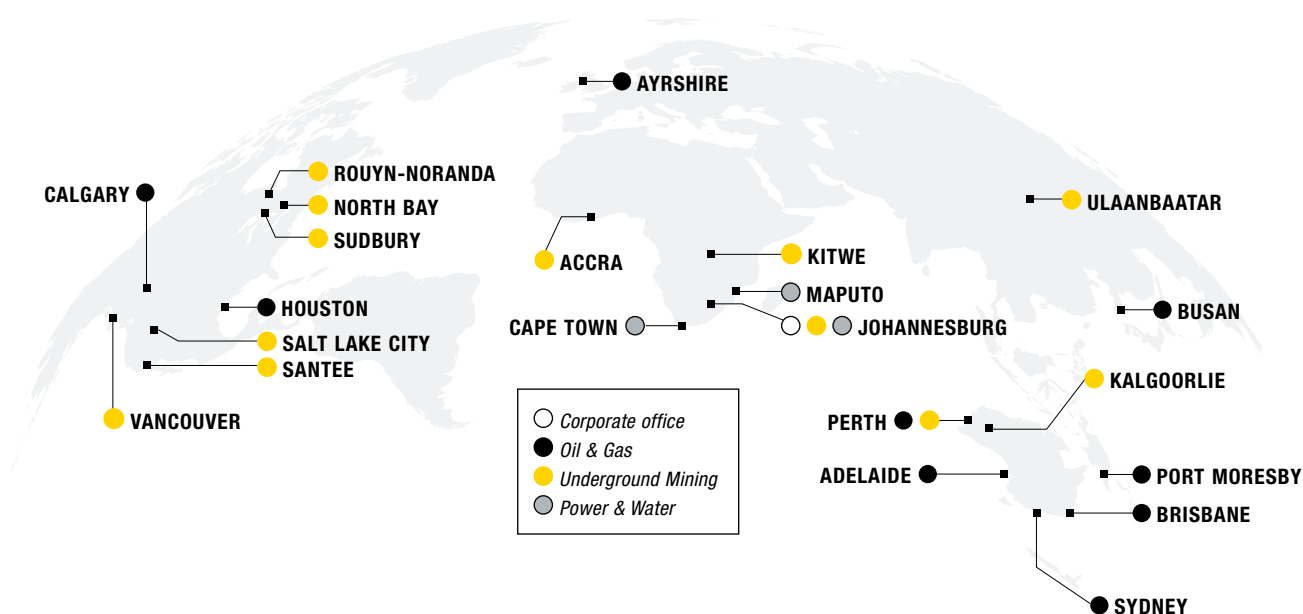 AYRSHIRE
ROUYN-NORANDA
CALGARY
NORTH BAY
ULAANBAATAR
SUDBURY
ACCRA
KITWE
MAPUTO
HOUSTON
BUSAN
CAPE TOWN
JOHANNESBURG
SALT LAKE CITY
SANTEE
KALGOORLIE
VANCOUVER
Corporate office
Oil & Gas
Underground Mining
Power & Water
PERTH
ADELAIDE
PORT MORESBY
BRISBANE
SYDNEY